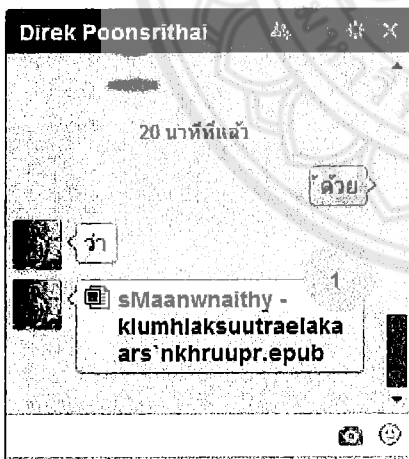 Direk Poonsrithai
20 นาทีที่แล้ว
ด้วย
ว่า
1
sMaanwnaithy -
klumhlaksuutraelaka
ars`nkhruupr.epub